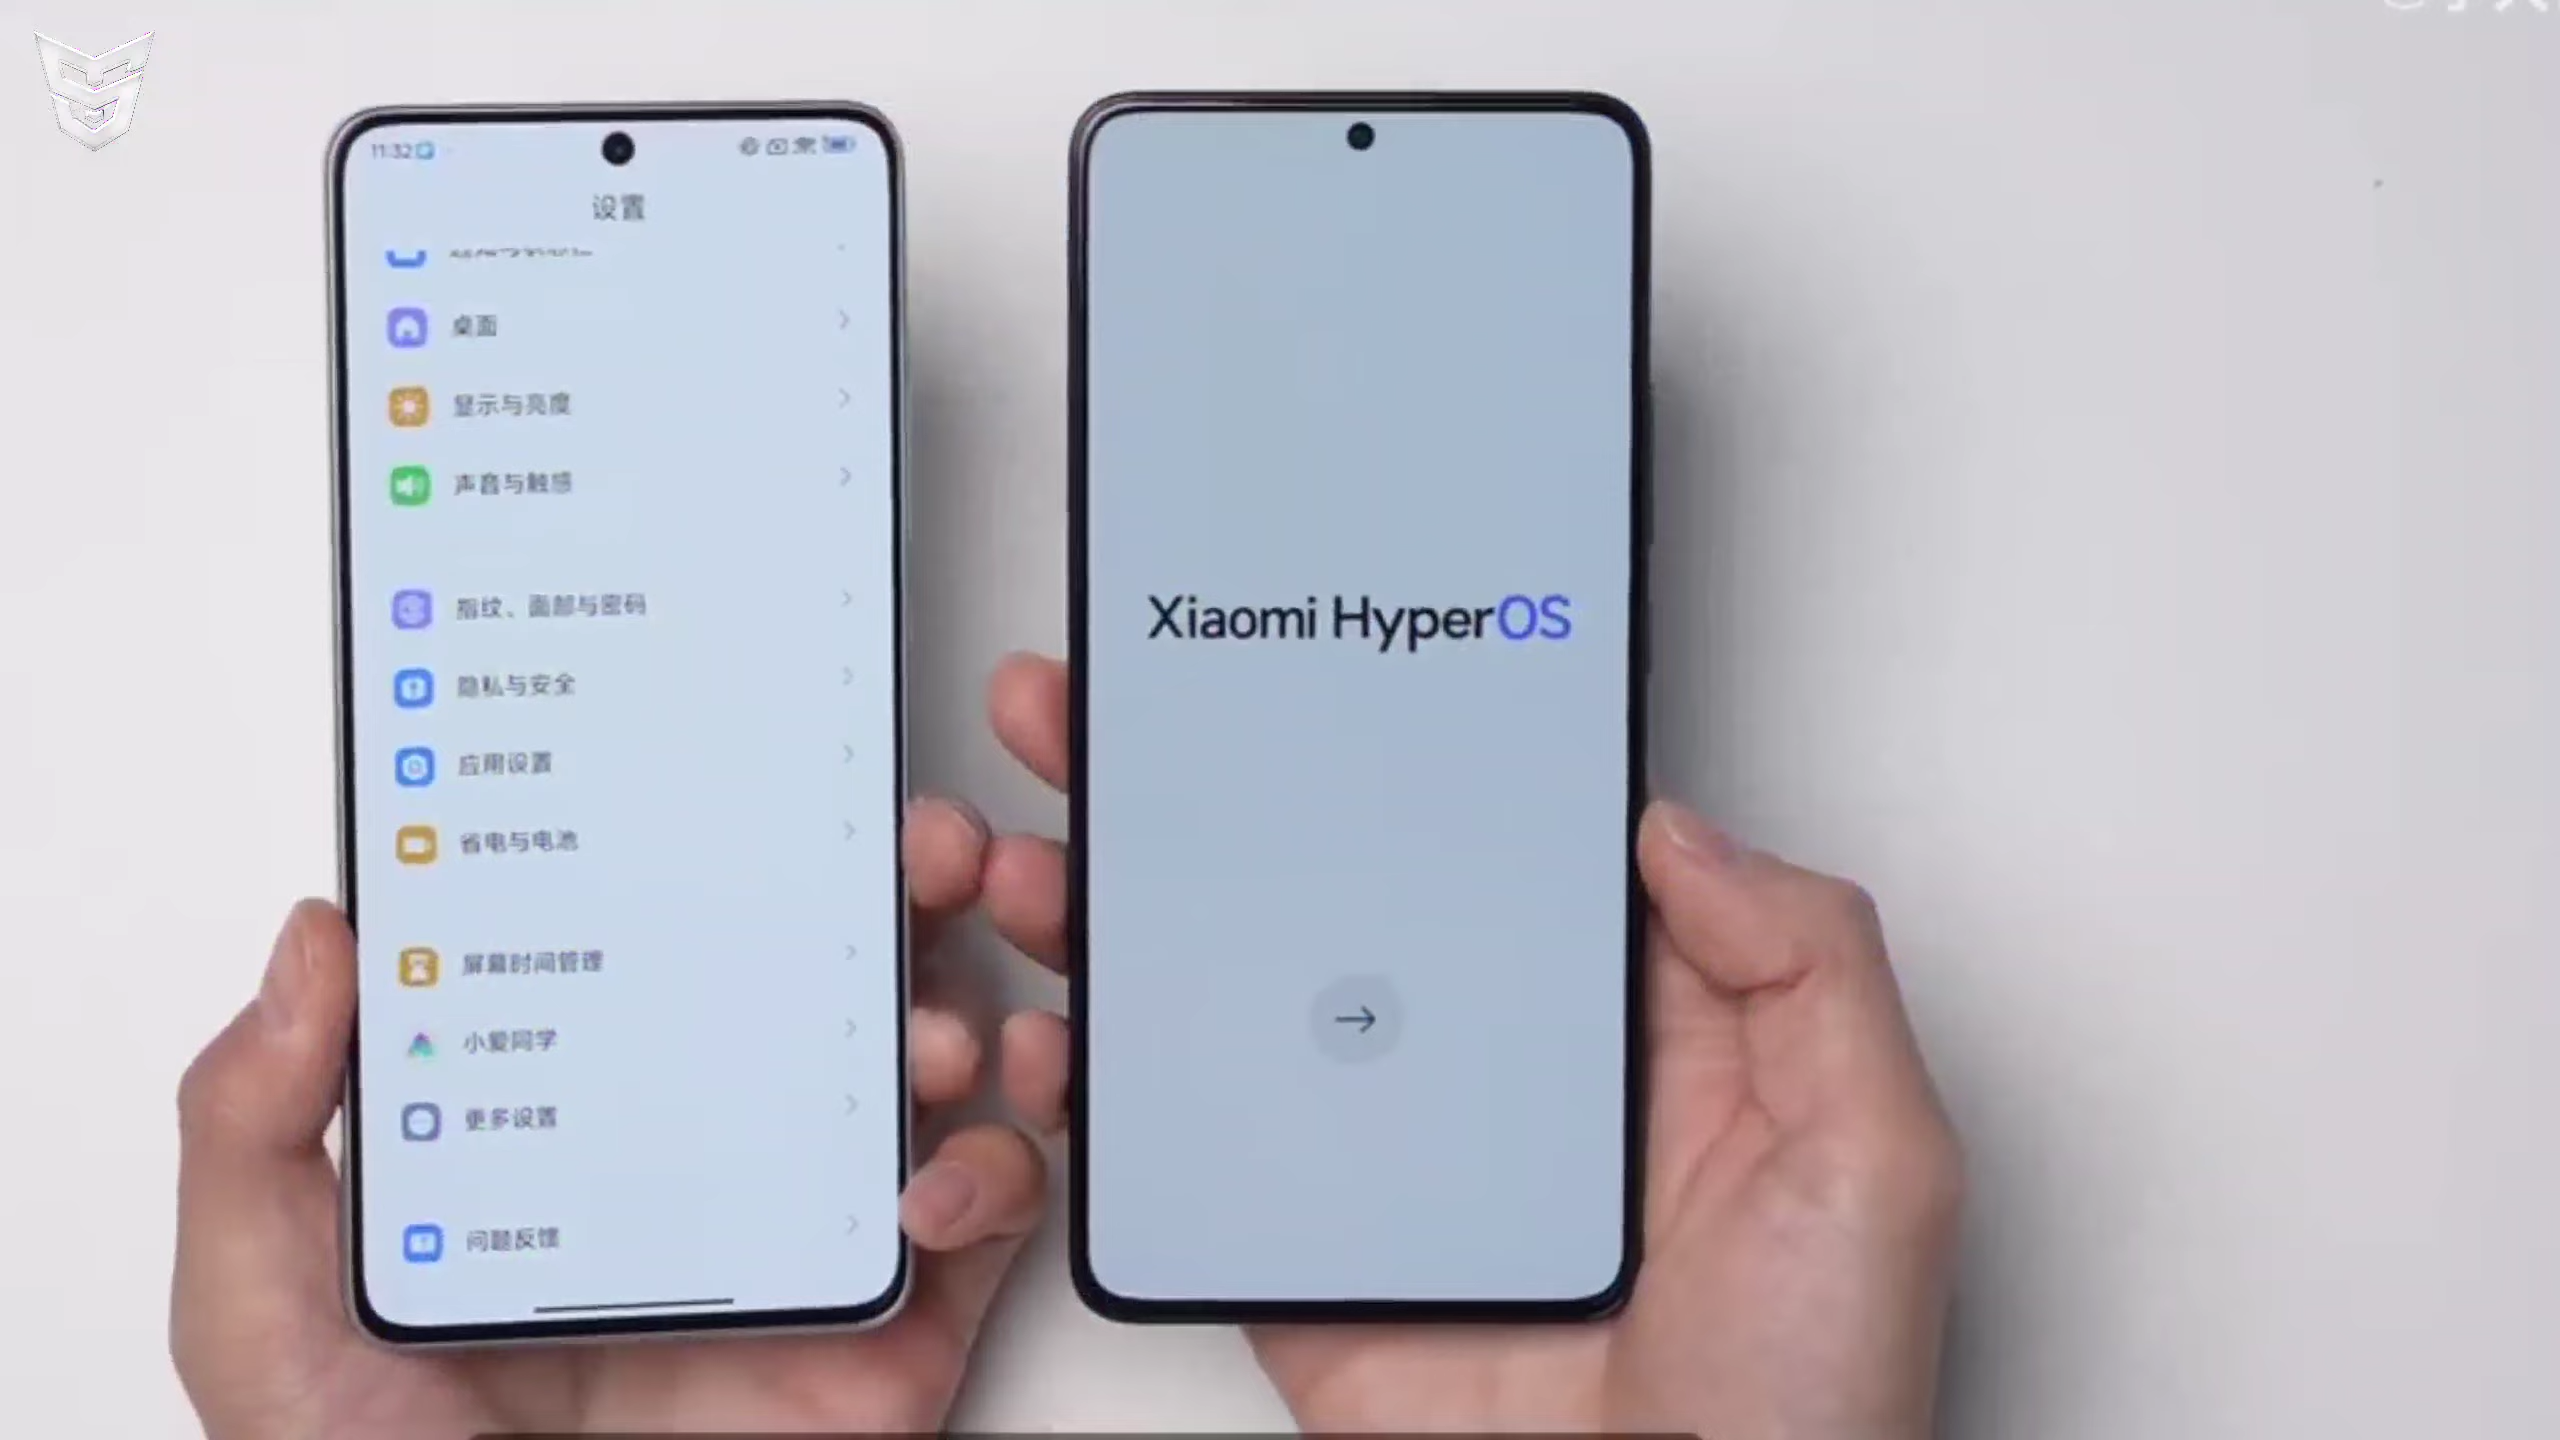 11:32
设置
桌面
显示与亮度
声音与触感
指纹、面部与密码
隐私与安全
应用设置
省电与电池
屏幕时间管理
小爱同学
更多设置
问题反馈
Xiaomi HyperOS